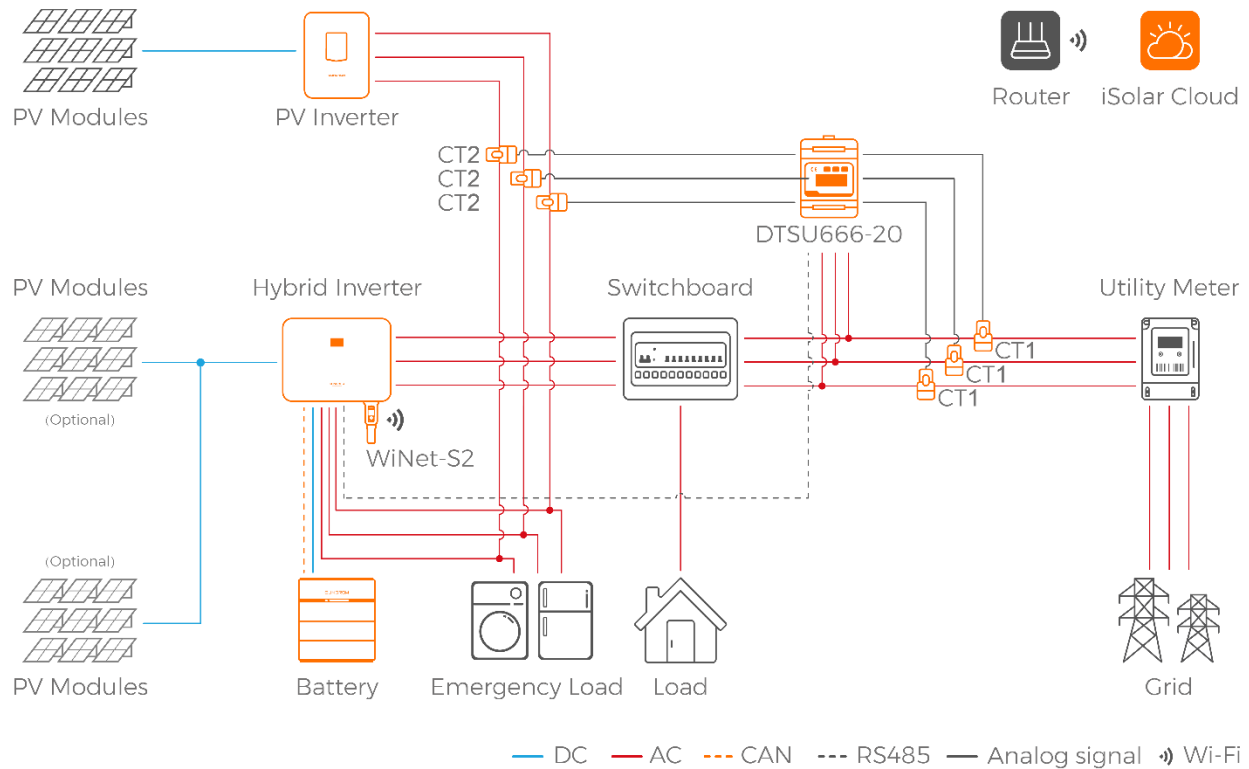 PV Modules
PV Inverter
Router
iSolar Cloud
CT2
CT2
CT2
DTSU666-20
PV Modules
Hybrid Inverter
Switchboard
Utility Meter
CT1
CT1
CT1
(Optional)
WiNet-S2
(Optional)
PV Modules
Battery
Emergency Load
Load
Grid
DC
AC
CAN
RS485
Analog signal
Wi-Fi